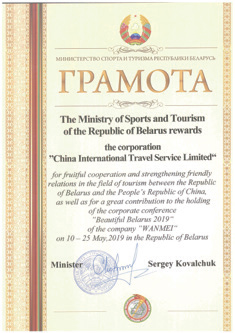 МИНИСТЕРСТВО СПОРТА И ТУРИЗМА РЕСПУБЛИКИ БЕЛАРУСЬ
ГРАМОТА
The Ministry of Sports and Tourism
of the Republic of Belarus rewards
the corporation
"China International Travel Service Limited"
for fruitful cooperation and strengthening friendly
relations in the field of tourism between the Republic
of Belarus and the People's Republic of China,
as well as for a great contribution to the holding
of the corporate conference
"Beautiful Belarus 2019"
of the company "WANMEI"
on 10 – 25 May,2019 in the Republic of Belarus
Minister Sergey Kovalchuk